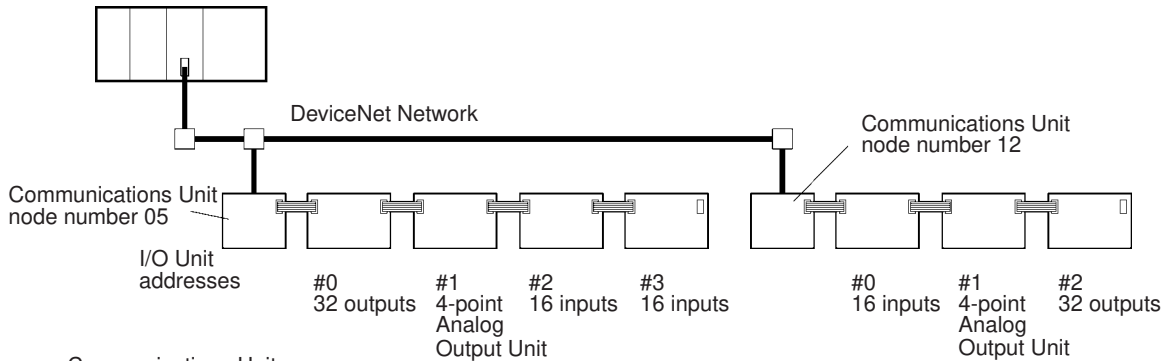 DeviceNet Network
Communications Unit
node number 12
Communications Unit
node number 05
I/O Unit
addresses
#0
32 outputs
#1
4-point
Analog
Output Unit
#2
16 inputs
#3
16 inputs
#0
16 inputs
#1
4-point
Analog
Output Unit
#2
32 outputs